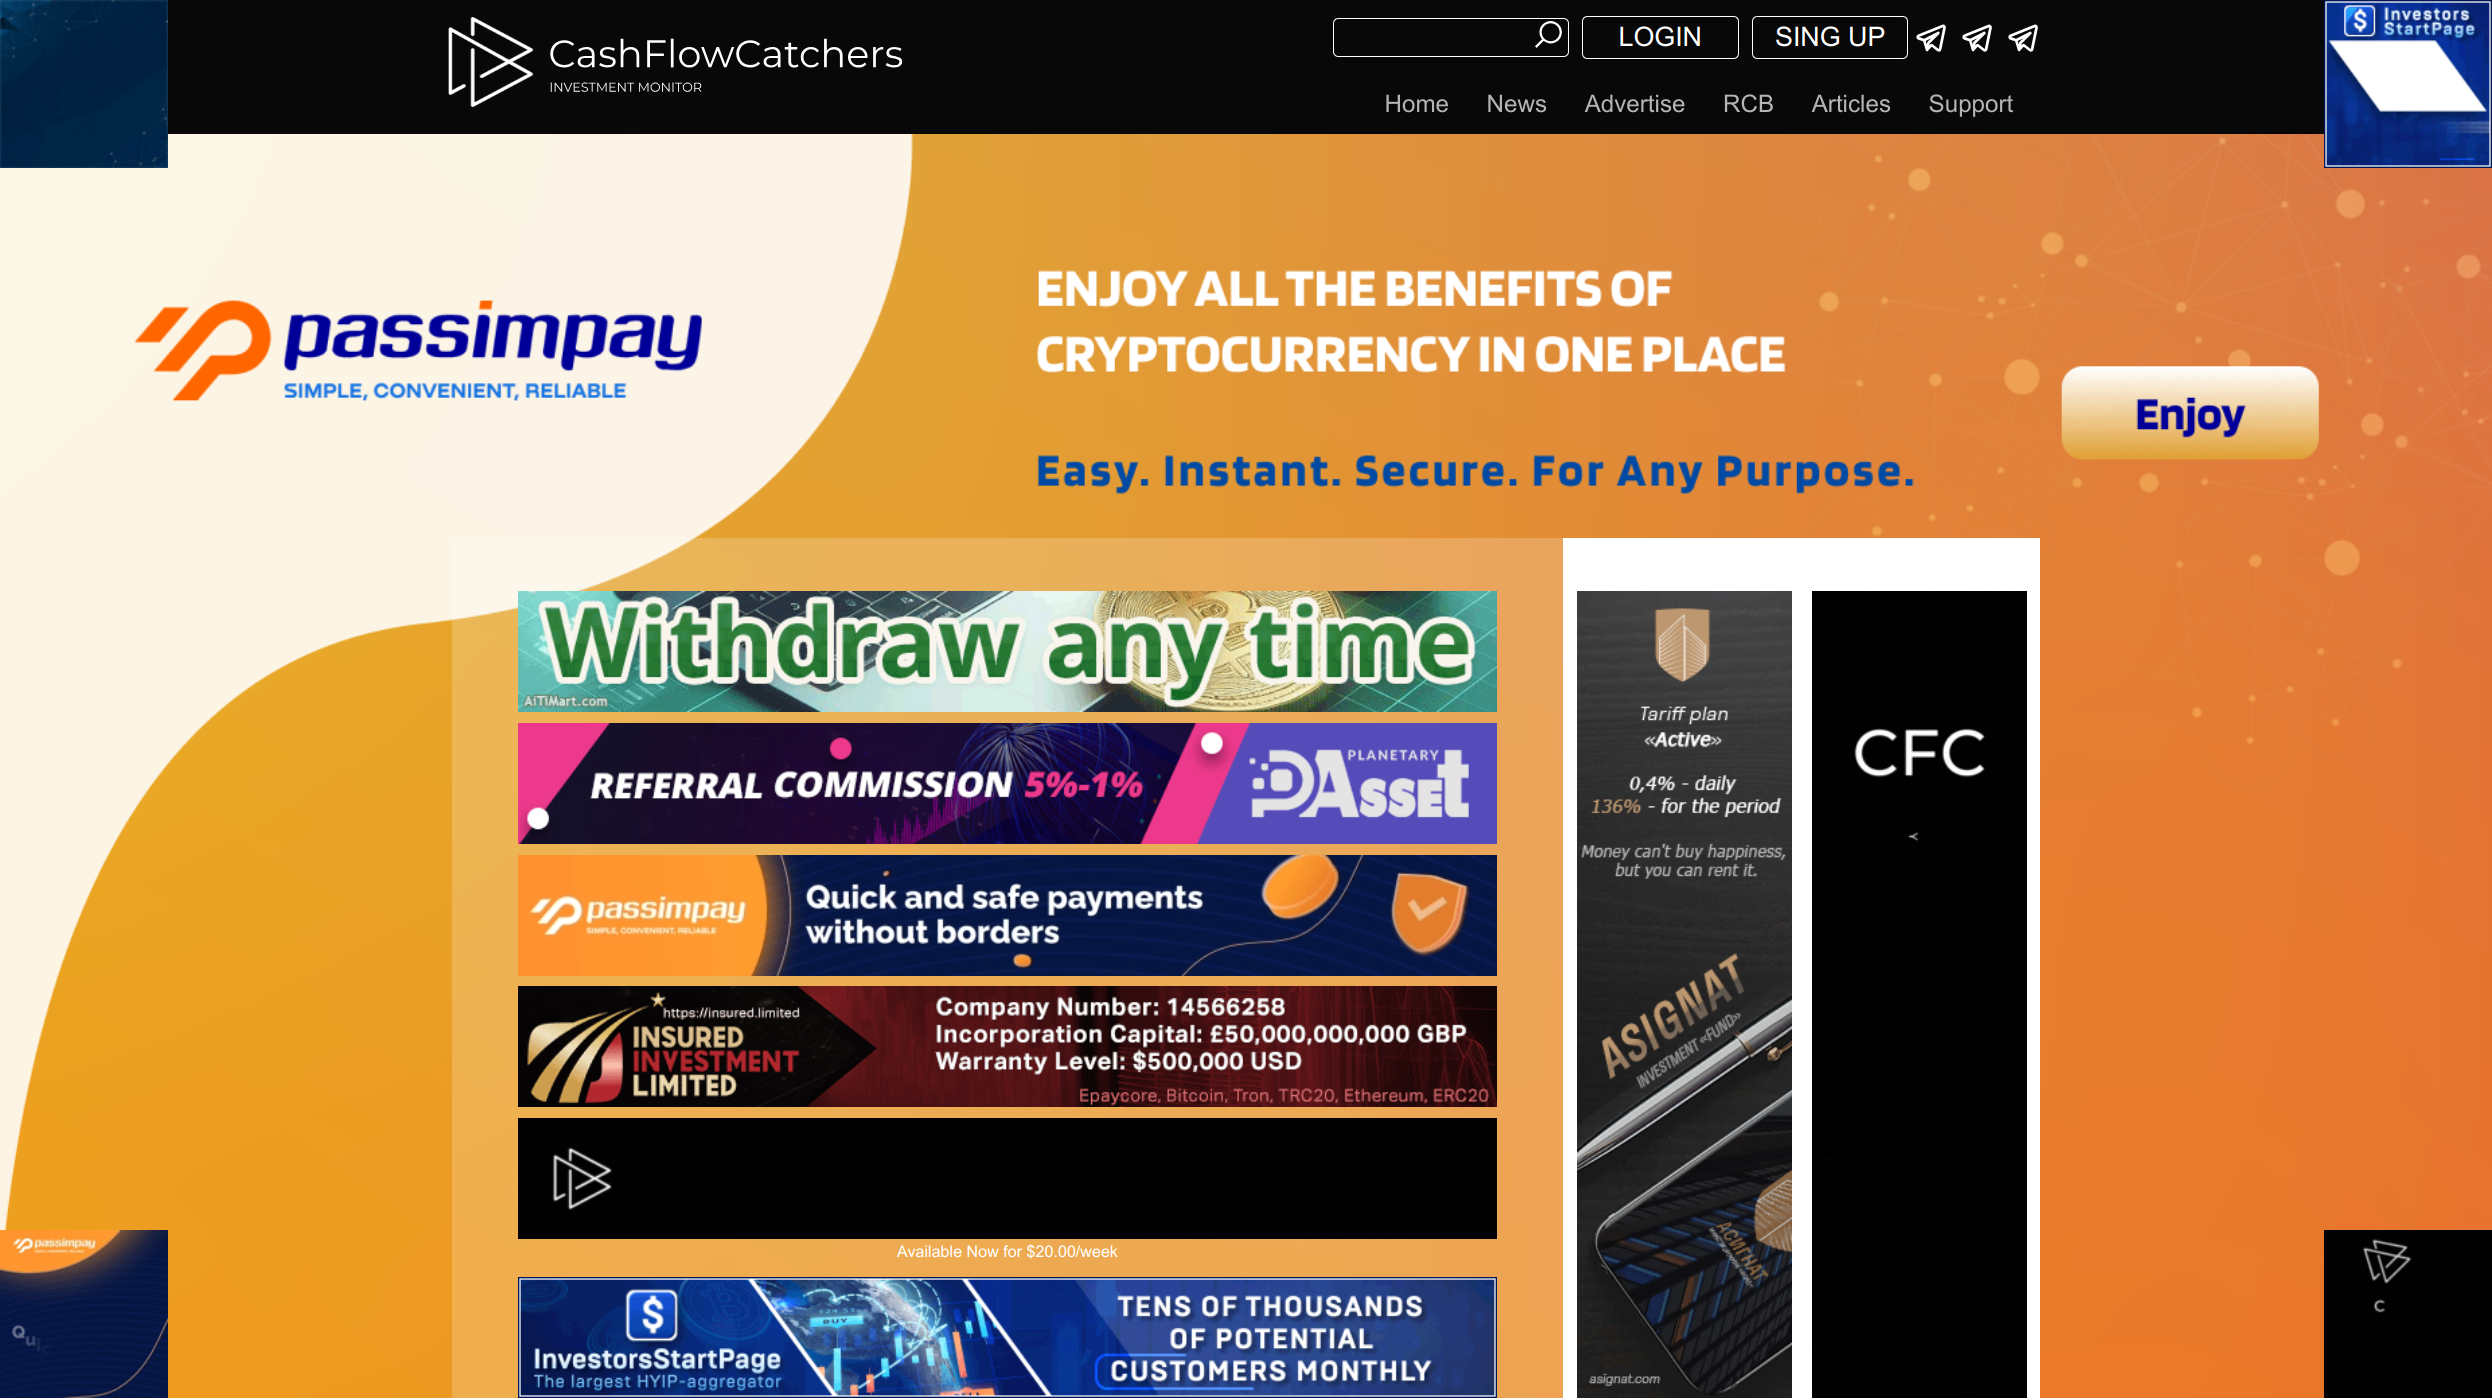 Investors
StartPage
CashFlowCatchers
INVESTMENT MONITOR
LOGIN
SING UP
Home
News
Advertise
RCB
Articles
Support
passimpay
SIMPLE, CONVENIENT, RELIABLE
ENJOY ALL THE BENEFITS OF
CRYPTOCURRENCY IN ONE PLACE
Easy. Instant. Secure. For Any Purpose.
Enjoy
Withdraw any time
AiTiMart.com
REFERRAL COMMISSION 5%-1%
PLANETARY
PAsset
passimpay
SIMPLE, CONVENIENT, RELIABLE
Quick and safe payments
without borders
https://insured.limited
INSURED
INVESTMENT
LIMITED
Company Number: 14566258
Incorporation Capital: £50,000,000,000 GBP
Warranty Level: $500,000 USD
Epaycore, Bitcoin, Tron, TRC20, Ethereum, ERC20
Available Now for $20.00/week
InvestorsStartPage
The largest HYIP-aggregator
BUY
TENS OF THOUSANDS
OF POTENTIAL
CUSTOMERS MONTHLY
Tariff plan
«Active»
0,4% - daily
136% - for the period
Money can't buy happiness,
but you can rent it.
ASIGNAT
INVESTMENT «FUND»
АСИГНАТ
asignat.com
CFC
passimpay
Qui
C